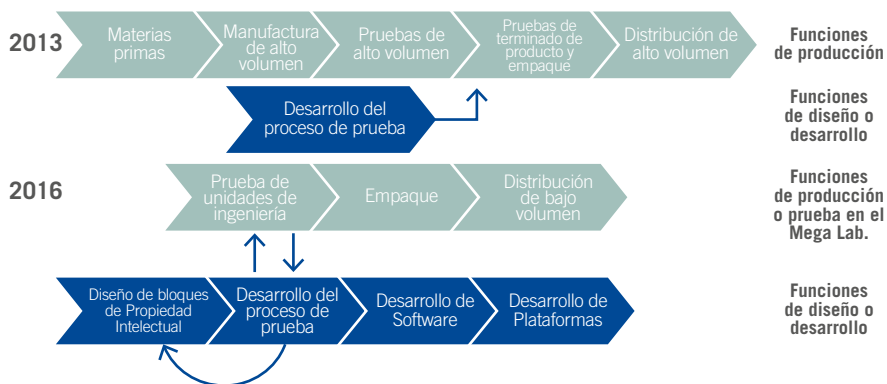 2013
Materias
primas
Manufactura
de alto
volumen
Pruebas de
alto volumen
Pruebas de
terminado de
producto y
empaque
Distribución de
alto volumen
Funciones
de producción
Desarrollo del
proceso de prueba
Funciones
de diseño o
desarrollo
2016
Prueba de
unidades de
ingeniería
Empaque
Distribución
de bajo
volumen
Funciones
de producción
o prueba en el
Mega Lab.
Diseño de bloques
de Propiedad
Intelectual
Desarrollo del
proceso de
prueba
Desarrollo de
Software
Desarrollo de
Plataformas
Funciones
de diseño o
desarrollo